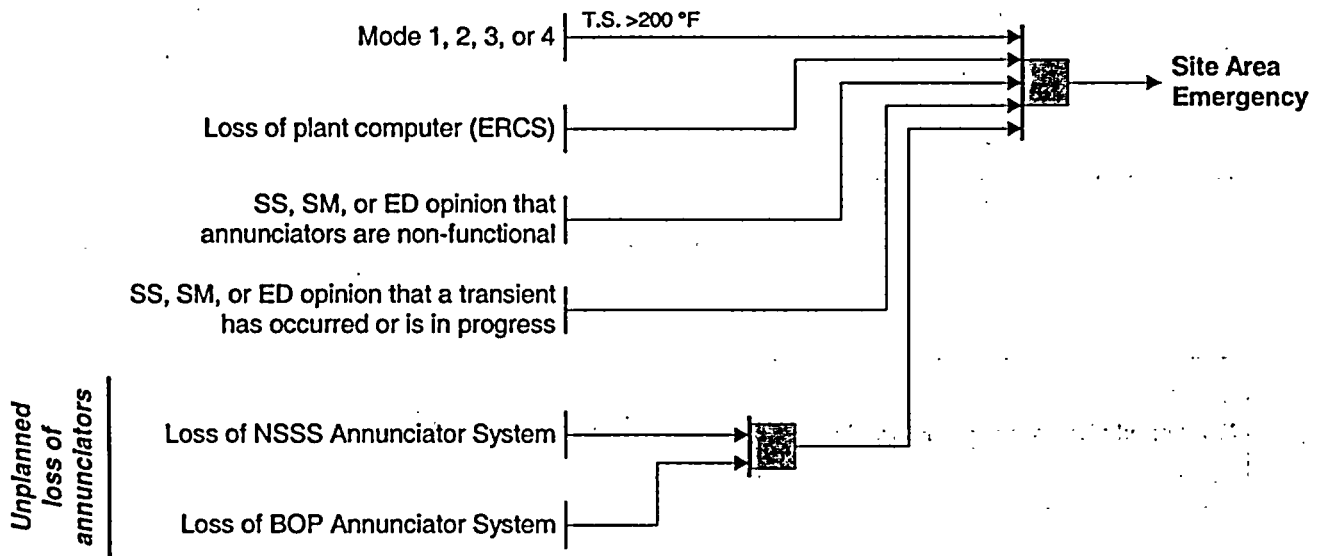 T.S. >200 °F
Mode 1, 2, 3, or 4
Site Area
Emergency
Loss of plant computer (ERCS)
SS, SM, or ED opinion that
annunciators are non-functional
SS, SM, or ED opinion that a transient
has occurred or is in progress
Unplanned
loss of
annunciators
Loss of NSSS Annunciator System
Loss of BOP Annunciator System